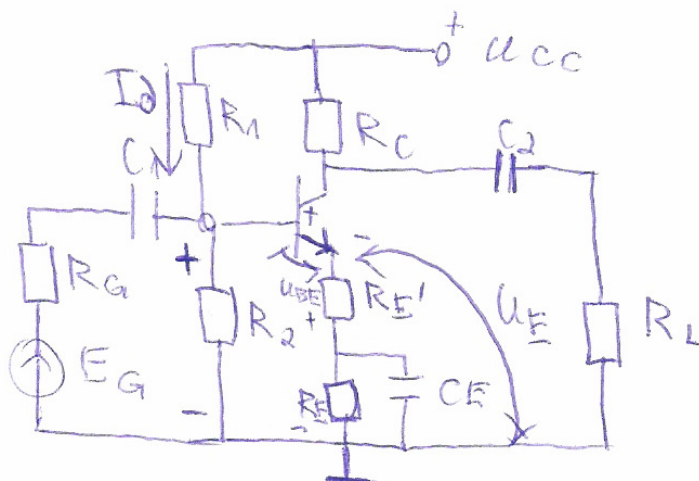 +
UCC
ID
R1
RC
C2
C1
+
+
-
RG
R2
UBE
+
RE'
UE
RL
EG
-
RE
-
CE